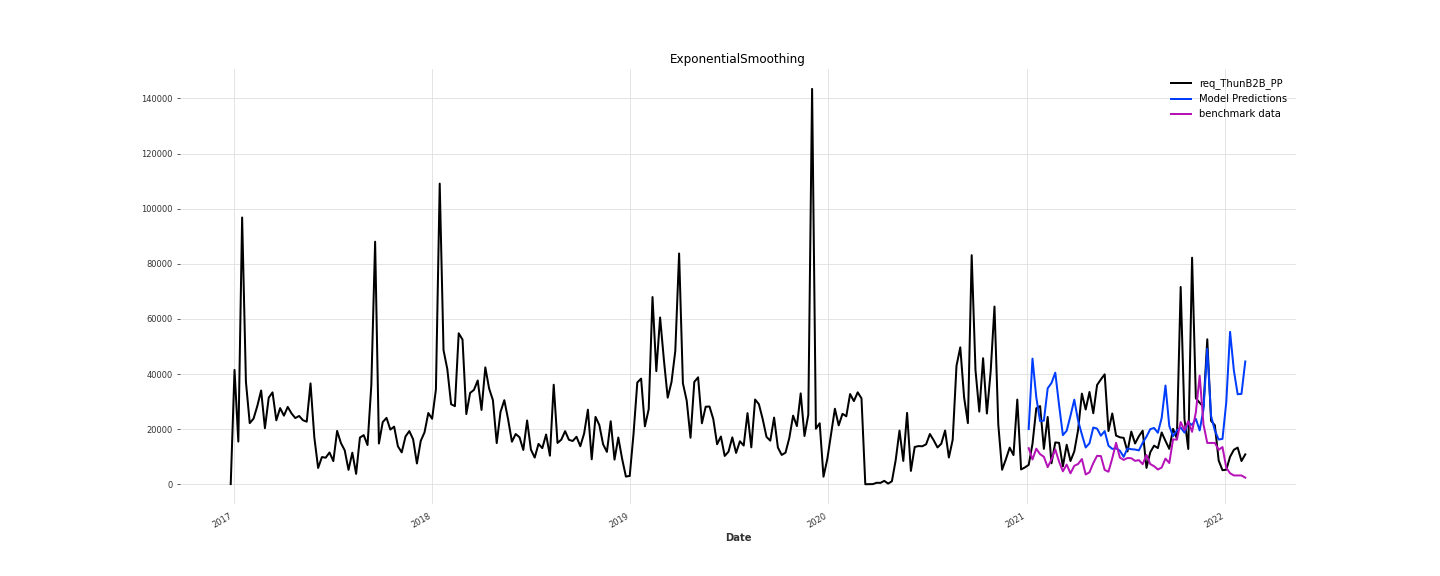 ExponentialSmoothing
req_ThunB2B_PP
Model Predictions
benchmark data
140000
120000
100000
80000
60000
40000
20000
0
2017
2018
2019
2020
2021
2022
Date